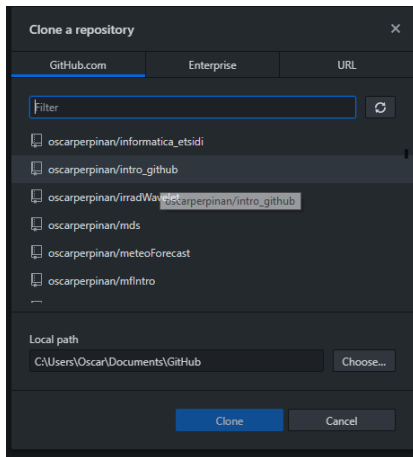 Clone a repository
GitHub.com Enterprise URL
Filter
oscarperpinan/informatica_etsidi
oscarperpinan/intro_github
oscarperpinan/irradWavelet
oscarperpinan/intro_github
oscarperpinan/mds
oscarperpinan/meteoForecast
oscarperpinan/mfIntro
Local path
C:\Users\Oscar\Documents\GitHub Choose...
Clone Cancel